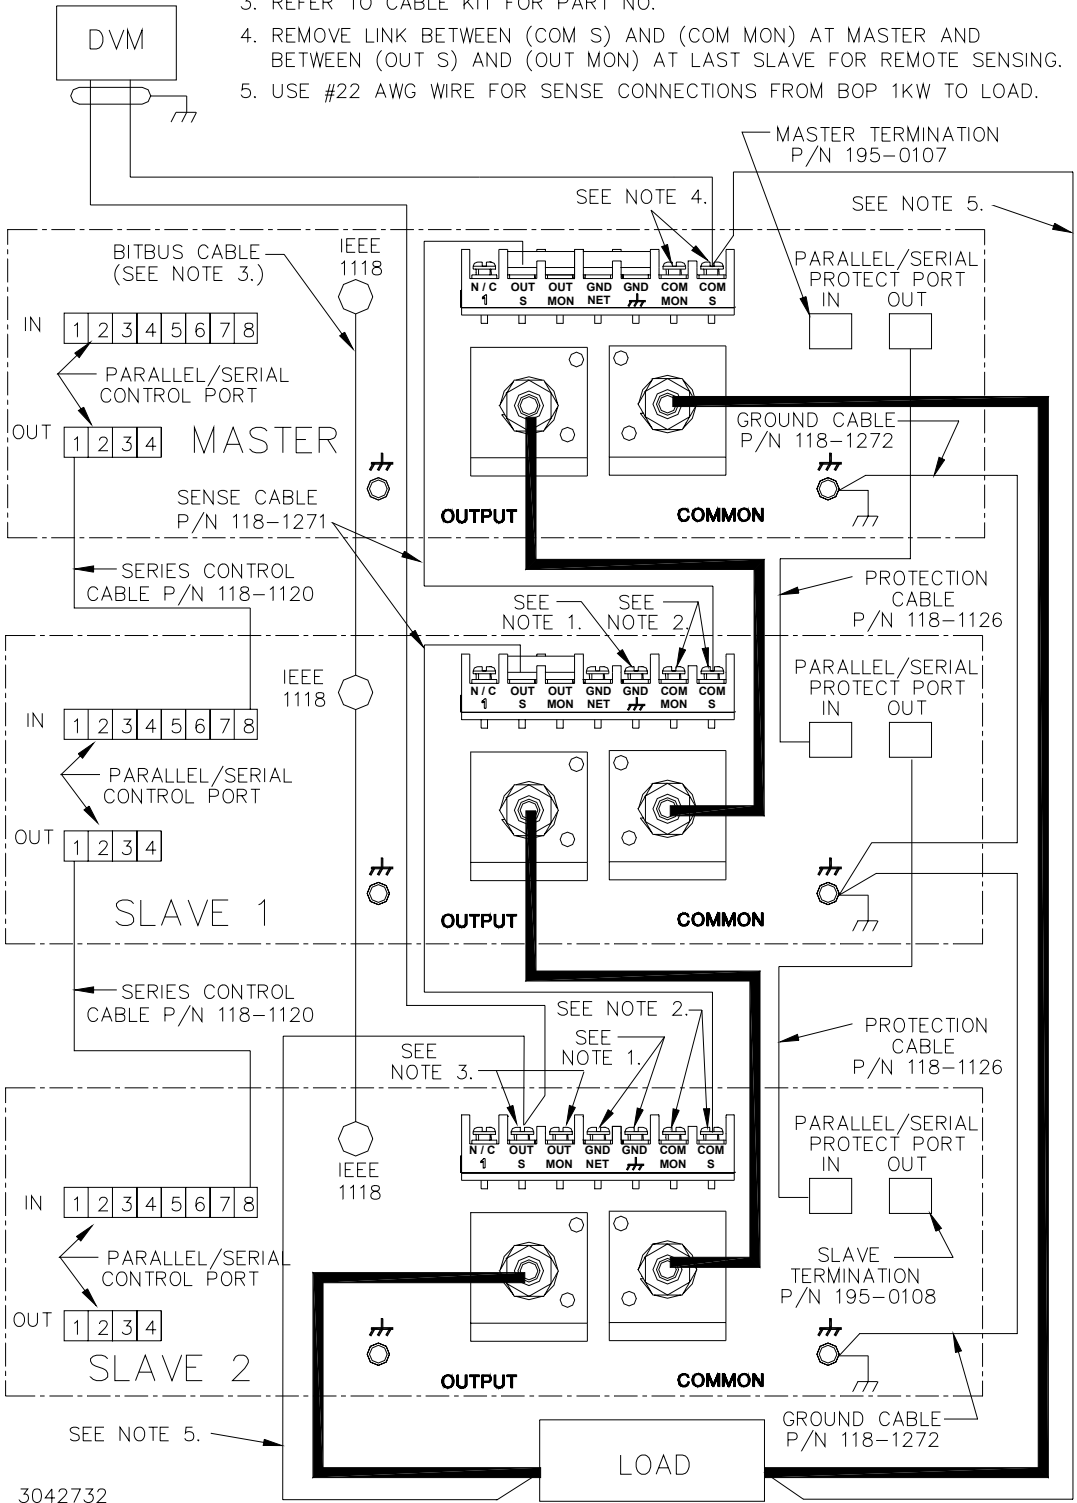 3. REFER TO CABLE KIT FOR PART NO.
DVM
4. REMOVE LINK BETWEEN (COM S) AND (COM MON) AT MASTER AND
BETWEEN (OUT S) AND (OUT MON) AT LAST SLAVE FOR REMOTE SENSING.
5. USE #22 AWG WIRE FOR SENSE CONNECTIONS FROM BOP 1KW TO LOAD.
MASTER TERMINATION
P/N 195-0107
SEE NOTE 4.
SEE NOTE 5.
BITBUS CABLE
(SEE NOTE 3.)
IEEE
1118
N / C OUT OUT GND GND COM COM
1 S MON NET MON S
PARALLEL/SERIAL
PROTECT PORT
IN OUT
IN
1 2 3 4 5 6 7 8
PARALLEL/SERIAL
CONTROL PORT
OUT
1 2 3 4
MASTER
GROUND CABLE
P/N 118-1272
SENSE CABLE
P/N 118-1271
OUTPUT
COMMON
SERIES CONTROL
CABLE P/N 118-1120
SEE
NOTE 1.
SEE
NOTE 2.
PROTECTION
CABLE
P/N 118-1126
IEEE
1118
N / C OUT OUT GND GND COM COM
1 S MON NET MON S
PARALLEL/SERIAL
PROTECT PORT
IN OUT
IN
1 2 3 4 5 6 7 8
PARALLEL/SERIAL
CONTROL PORT
OUT
1 2 3 4
SLAVE 1
OUTPUT
COMMON
SERIES CONTROL
CABLE P/N 118-1120
SEE NOTE 2.
SEE
NOTE 1.
SEE
NOTE 3.
PROTECTION
CABLE
P/N 118-1126
N / C OUT OUT GND GND COM COM
1 S MON NET MON S
IEEE
1118
PARALLEL/SERIAL
PROTECT PORT
IN OUT
IN
1 2 3 4 5 6 7 8
PARALLEL/SERIAL
CONTROL PORT
OUT
1 2 3 4
SLAVE 2
SLAVE
TERMINATION
P/N 195-0108
OUTPUT
COMMON
GROUND CABLE
P/N 118-1272
SEE NOTE 5.
LOAD
3042732